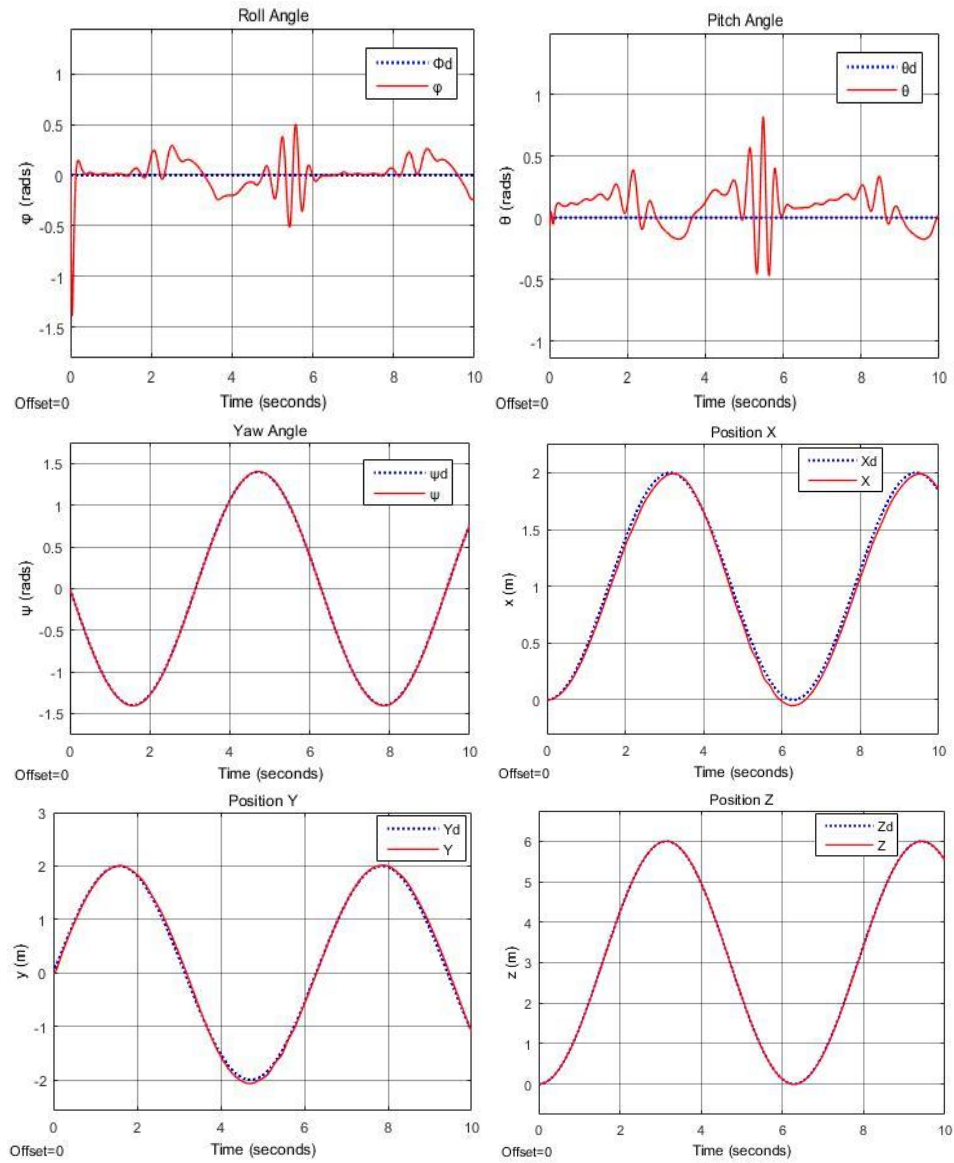 Roll Angle
Φd
φ
φ (rads)
1
0.5
0
-0.5
-1
-1.5
0 2 4 6 8 10
Offset=0
Time (seconds)
Pitch Angle
θd
θ
θ (rads)
1
0.5
0
-0.5
-1
0 2 4 6 8 10
Offset=0
Time (seconds)
Yaw Angle
ψd
ψ
ψ (rads)
1.5
1
0.5
0
-0.5
-1
-1.5
0 2 4 6 8 10
Offset=0
Time (seconds)
Position X
Xd
X
x (m)
2
1.5
1
0.5
0
0 2 4 6 8 10
Offset=0
Time (seconds)
Position Y
Yd
Y
y (m)
3
2
1
0
-1
-2
0 2 4 6 8 10
Offset=0
Time (seconds)
Position Z
Zd
Z
z (m)
6
5
4
3
2
1
0
0 2 4 6 8 10
Offset=0
Time (seconds)